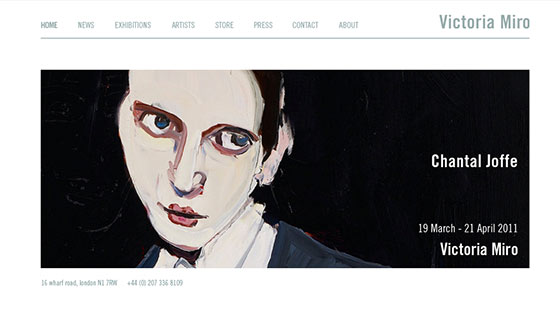 HOME NEWS EXHIBITIONS ARTISTS STORE PRESS CONTACT ABOUT Victoria Miro
Chantal Joffe
19 March - 21 April 2011
Victoria Miro
16 wharf road, london N1 7RW +44 (0) 207 336 8109